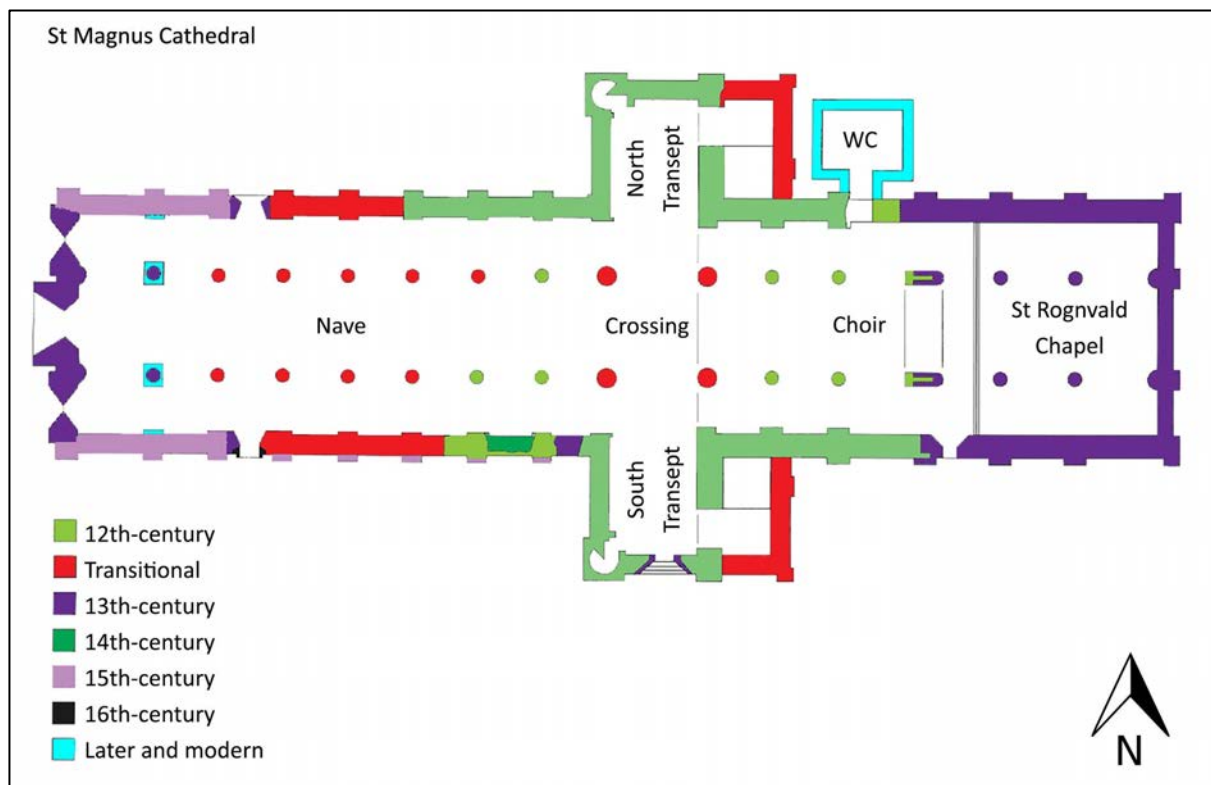 St Magnus Cathedral
WC
North
Transept
Nave
Crossing
Choir
St Rognvald
Chapel
South
Transept
12th-century
Transitional
13th-century
14th-century
15th-century
16th-century
Later and modern
N